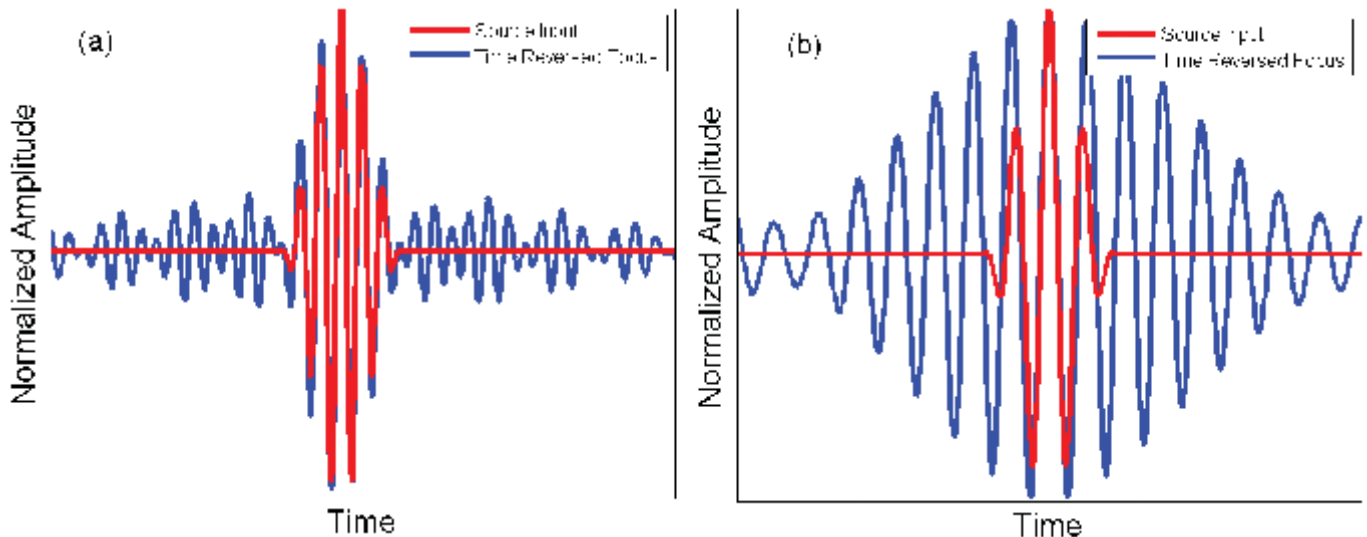 (a)
Source Input
Time Reversed Focus
Normalized Amplitude
Time
(b)
Source Input
Time Reversed Focus
Normalized Amplitude
Time